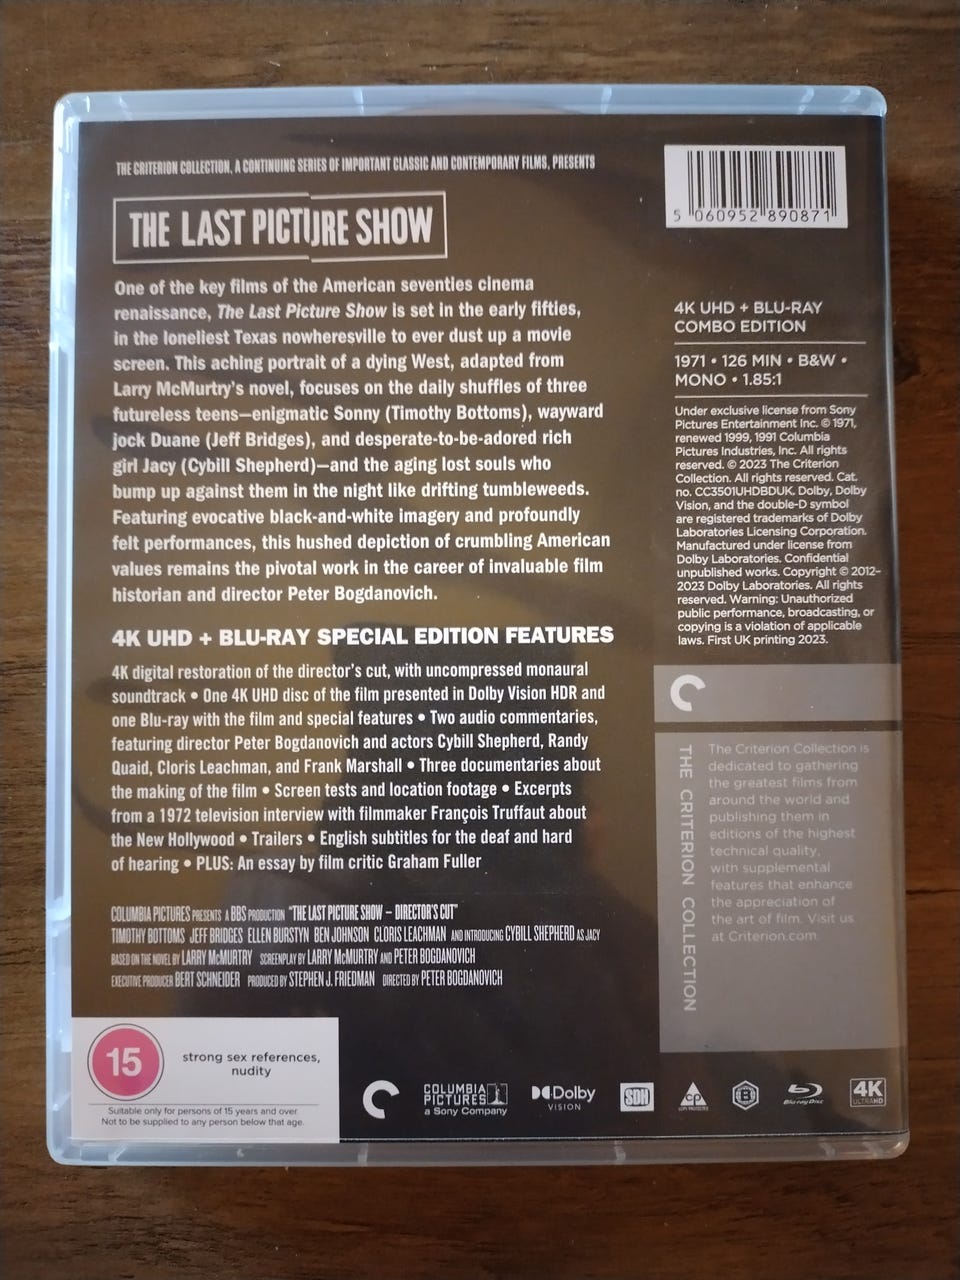 THE CRITERION COLLECTION, A CONTINUING SERIES OF IMPORTANT CLASSIC AND CONTEMPORARY FILMS, PRESENTS
THE LAST PICTURE SHOW
One of the key films of the American seventies cinema
renaissance, The Last Picture Show is set in the early fifties,
in the loneliest Texas nowheresville to ever dust up a movie
screen. This aching portrait of a dying West, adapted from
Larry McMurtry's novel, focuses on the daily shuffles of three
futureless teens—enigmatic Sonny (Timothy Bottoms), wayward
jock Duane (Jeff Bridges), and desperate-to-be-adored rich
girl Jacy (Cybill Shepherd)—and the aging lost souls who
bump up against them in the night like drifting tumbleweeds.
Featuring evocative black-and-white imagery and profoundly
felt performances, this hushed depiction of crumbling American
values remains the pivotal work in the career of invaluable film
historian and director Peter Bogdanovich.
4K UHD + BLU-RAY SPECIAL EDITION FEATURES
4K digital restoration of the director's cut, with uncompressed monaural
soundtrack • One 4K UHD disc of the film presented in Dolby Vision HDR and
one Blu-ray with the film and special features • Two audio commentaries,
featuring director Peter Bogdanovich and actors Cybill Shepherd, Randy
Quaid, Cloris Leachman, and Frank Marshall • Three documentaries about
the making of the film • Screen tests and location footage • Excerpts
from a 1972 television interview with filmmaker François Truffaut about
the New Hollywood • Trailers • English subtitles for the deaf and hard
of hearing • PLUS: An essay by film critic Graham Fuller
COLUMBIA PICTURES PRESENTS A BBS PRODUCTION "THE LAST PICTURE SHOW – DIRECTOR'S CUT"
TIMOTHY BOTTOMS JEFF BRIDGES ELLEN BURSTYN BEN JOHNSON CLORIS LEACHMAN AND INTRODUCING CYBILL SHEPHERD AS JACY
BASED ON THE NOVEL BY LARRY McMURTRY SCREENPLAY BY LARRY McMURTRY AND PETER BOGDANOVICH
EXECUTIVE PRODUCER BERT SCHNEIDER PRODUCED BY STEPHEN J. FRIEDMAN DIRECTED BY PETER BOGDANOVICH
5 060952 890871
4K UHD + BLU-RAY
COMBO EDITION
1971 • 126 MIN • B&W •
MONO • 1.85:1
Under exclusive license from Sony
Pictures Entertainment Inc. © 1971,
renewed 1999, 1991 Columbia
Pictures Industries, Inc. All rights
reserved. © 2023 The Criterion
Collection. All rights reserved. Cat.
no. CC3501UHDBDUK. Dolby, Dolby
Vision, and the double-D symbol
are registered trademarks of Dolby
Laboratories Licensing Corporation.
Manufactured under license from
Dolby Laboratories. Confidential
unpublished works. Copyright © 2012–
2023 Dolby Laboratories. All rights
reserved. Warning: Unauthorized
public performance, broadcasting, or
copying is a violation of applicable
laws. First UK printing 2023.
THE CRITERION COLLECTION
The Criterion Collection is
dedicated to gathering
the greatest films from
around the world and
publishing them in
editions of the highest
technical quality,
with supplemental
features that enhance
the appreciation of
the art of film. Visit us
at Criterion.com.
15
strong sex references,
nudity
Suitable only for persons of 15 years and over.
Not to be supplied to any person below that age.
COLUMBIA
PICTURES
a Sony Company
Dolby
VISION
SDH
CP
COPY PROTECTED
B
Blu-ray Disc
4K
ULTRA HD